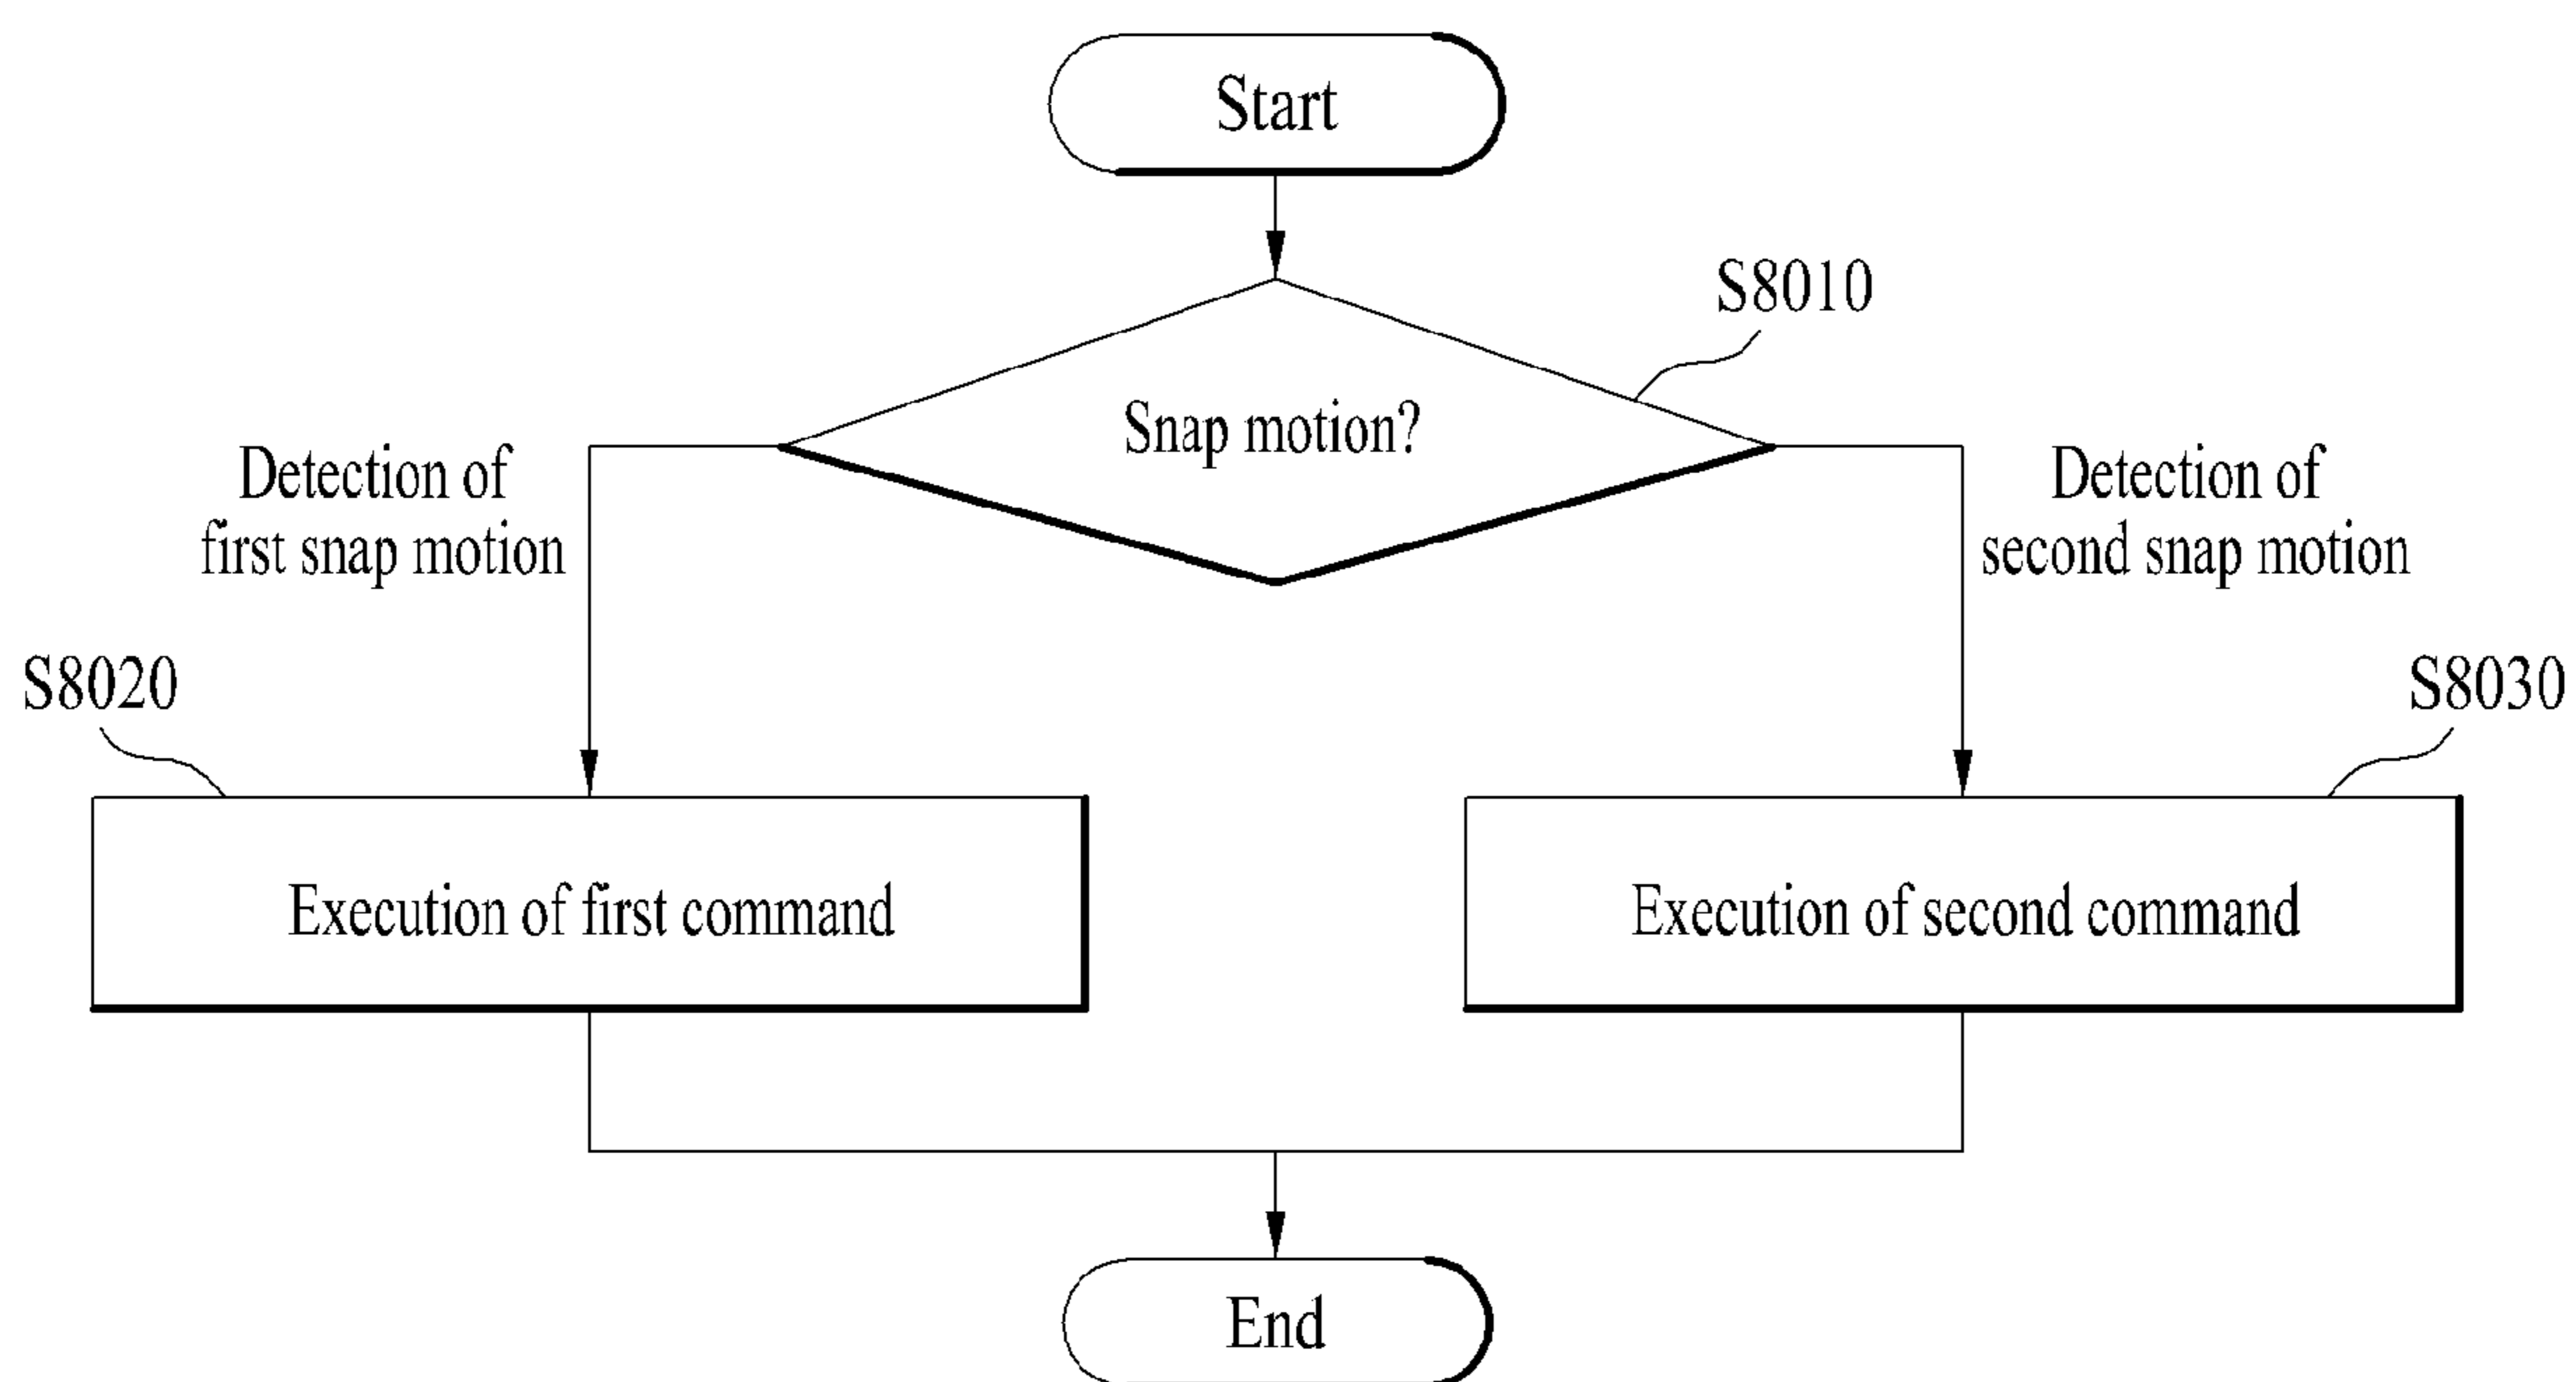 Start
S8010
Snap motion?
Detection of
first snap motion
Detection of
second snap motion
S8020
S8030
Execution of first command
Execution of second command
End